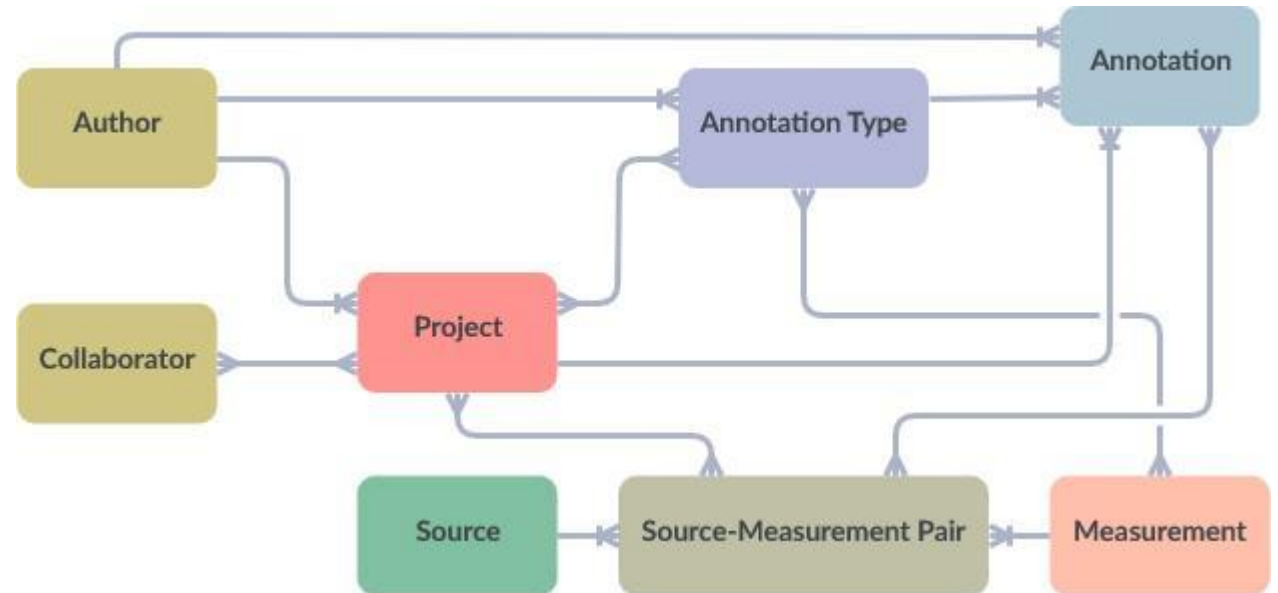 Annotation
Author
Annotation Type
Project
Collaborator
Source
Source-Measurement Pair
Measurement